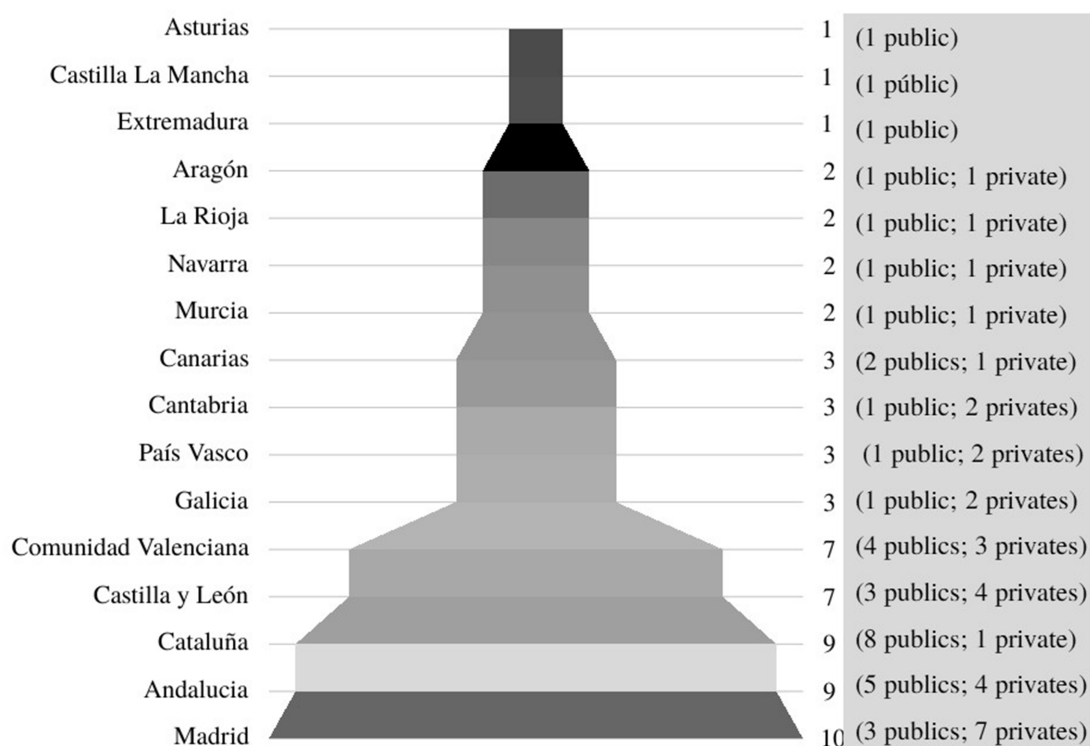 Asturias 1 (1 public)
Castilla La Mancha 1 (1 públic)
Extremadura 1 (1 public)
Aragón 2 (1 public; 1 private)
La Rioja 2 (1 public; 1 private)
Navarra 2 (1 public; 1 private)
Murcia 2 (1 public; 1 private)
Canarias 3 (2 publics; 1 private)
Cantabria 3 (1 public; 2 privates)
País Vasco 3 (1 public; 2 privates)
Galicia 3 (1 public; 2 privates)
Comunidad Valenciana 7 (4 publics; 3 privates)
Castilla y León 7 (3 publics; 4 privates)
Cataluña 9 (8 publics; 1 private)
Andalucia 9 (5 publics; 4 privates)
Madrid 10 (3 publics; 7 privates)